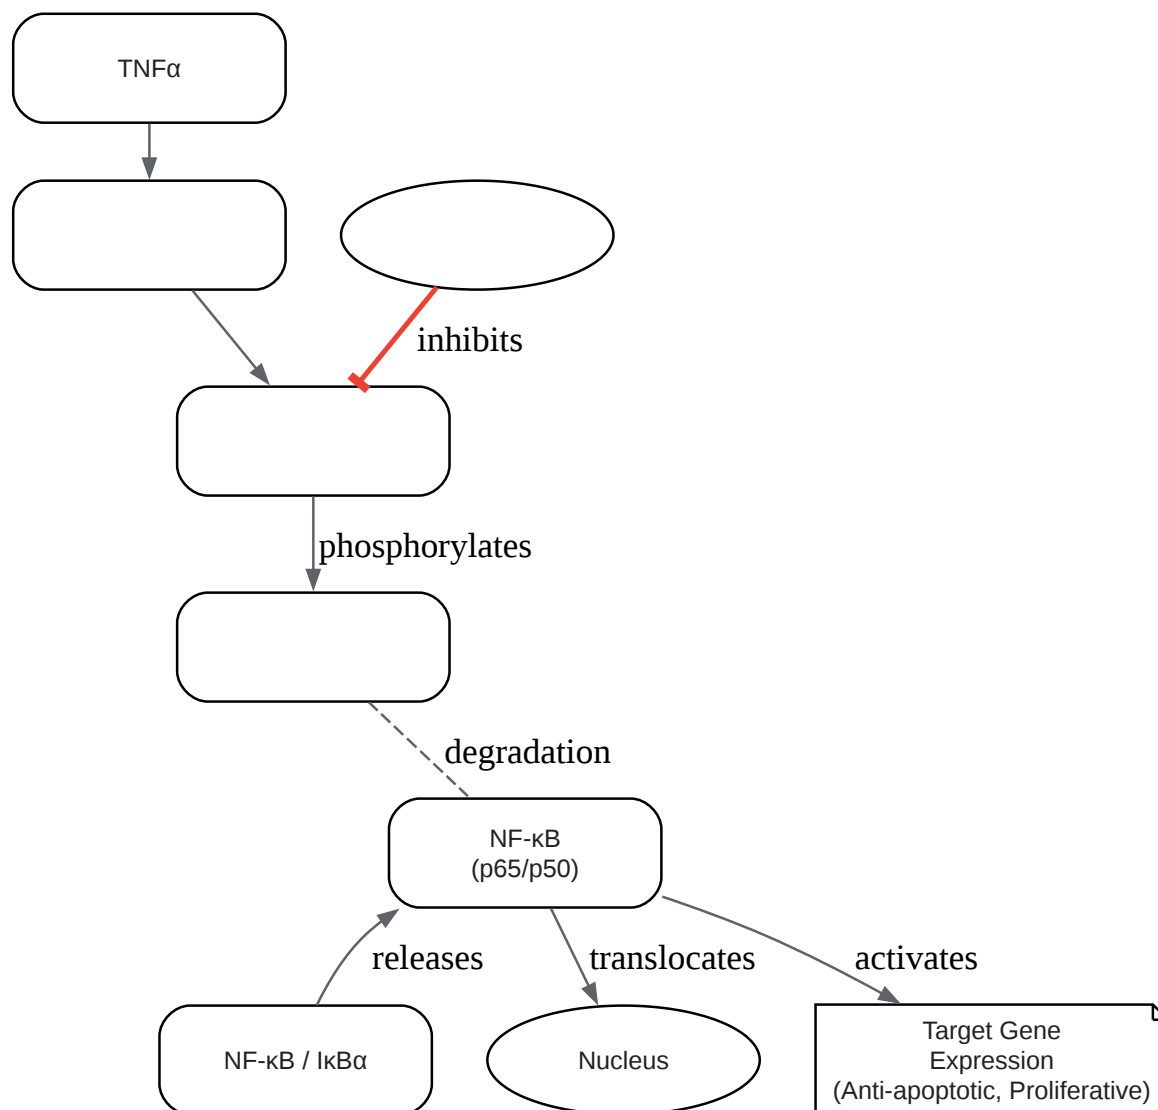 TNFα
inhibits
phosphorylates
degradation
NF-κB
(p65/p50)
releases
translocates
activates
NF-κB / IκBα
Nucleus
Target Gene
Expression
(Anti-apoptotic, Proliferative)